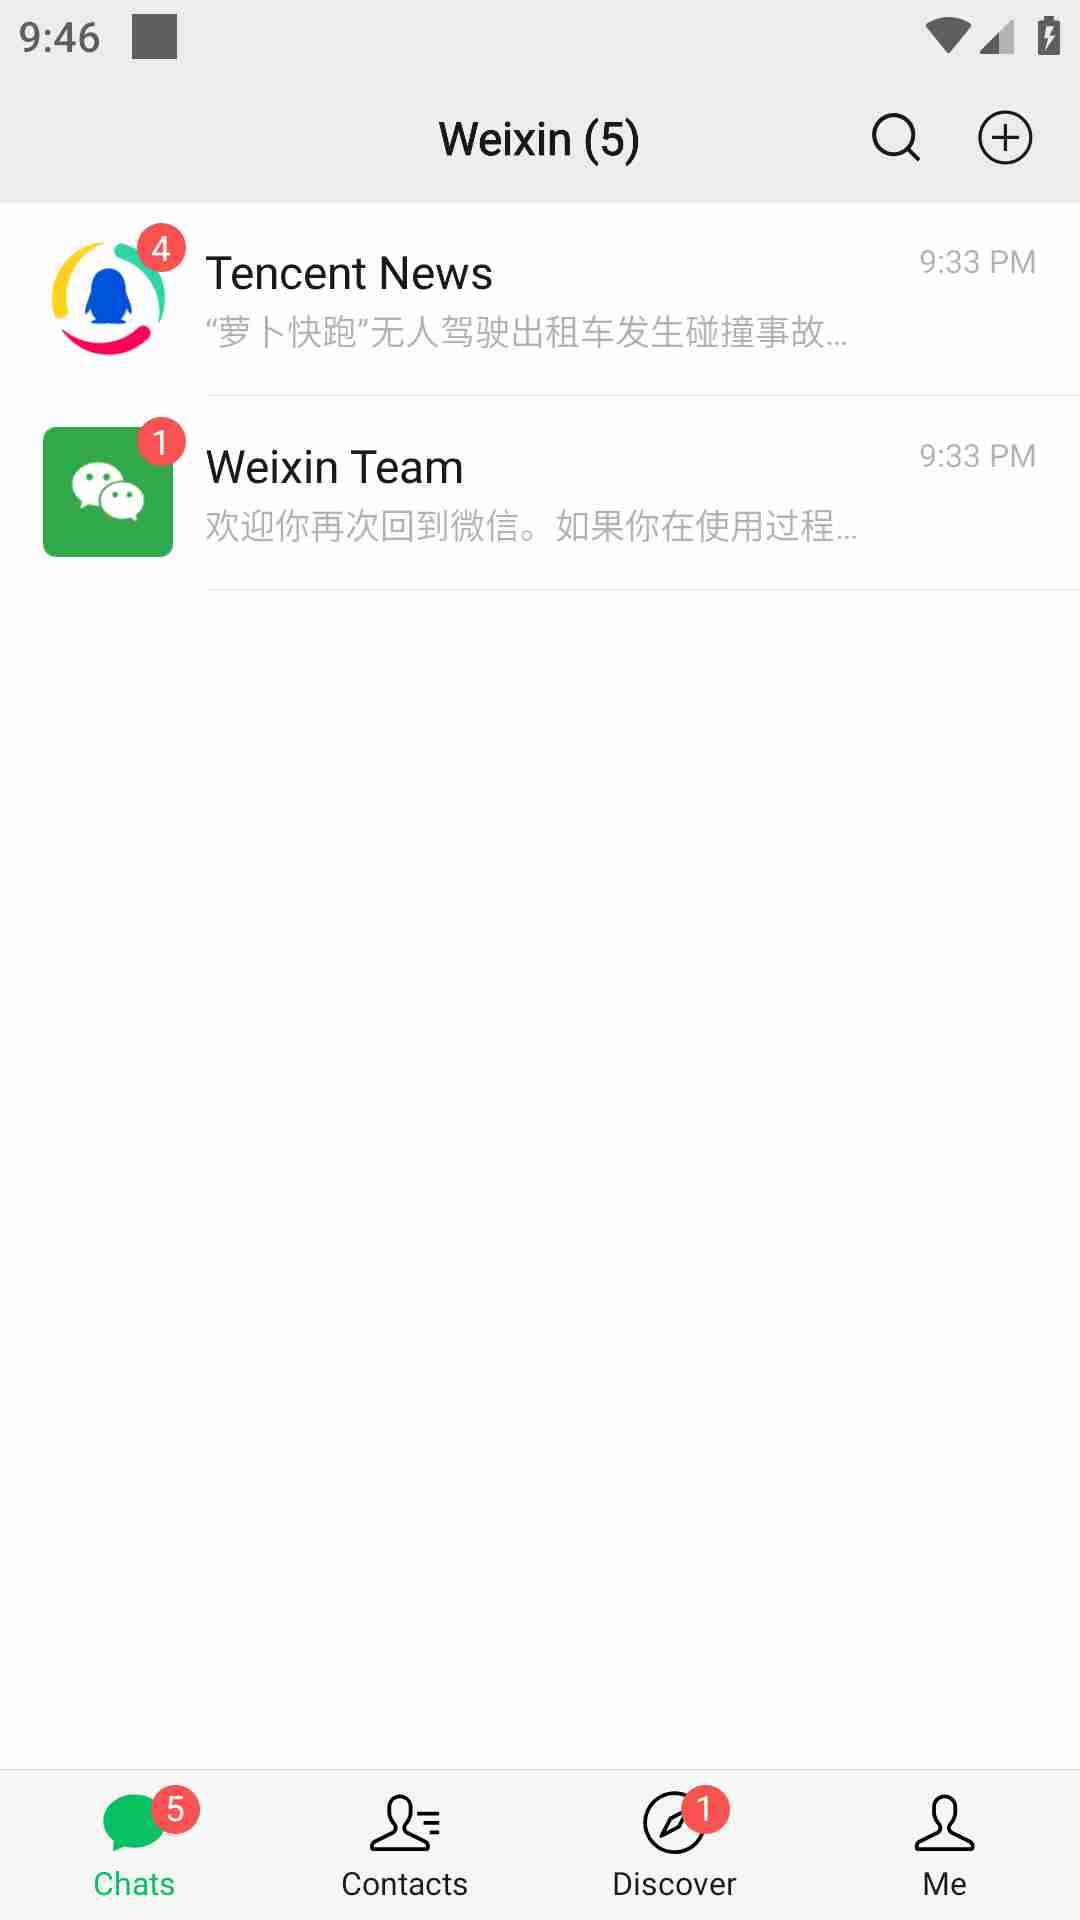 9:46
Weixin (5)
4
Tencent News
9:33 PM
“萝卜快跑”无人驾驶出租车发生碰撞事故...
1
Weixin Team
9:33 PM
欢迎你再次回到微信。如果你在使用过程...
5
1
Chats
Contacts
Discover
Me